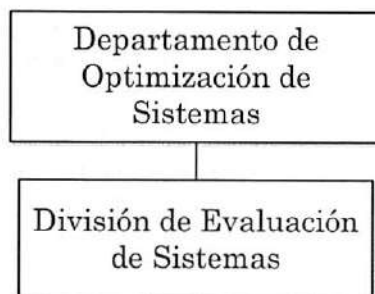 Departamento de
Optimización de
Sistemas
División de Evaluación
de Sistemas